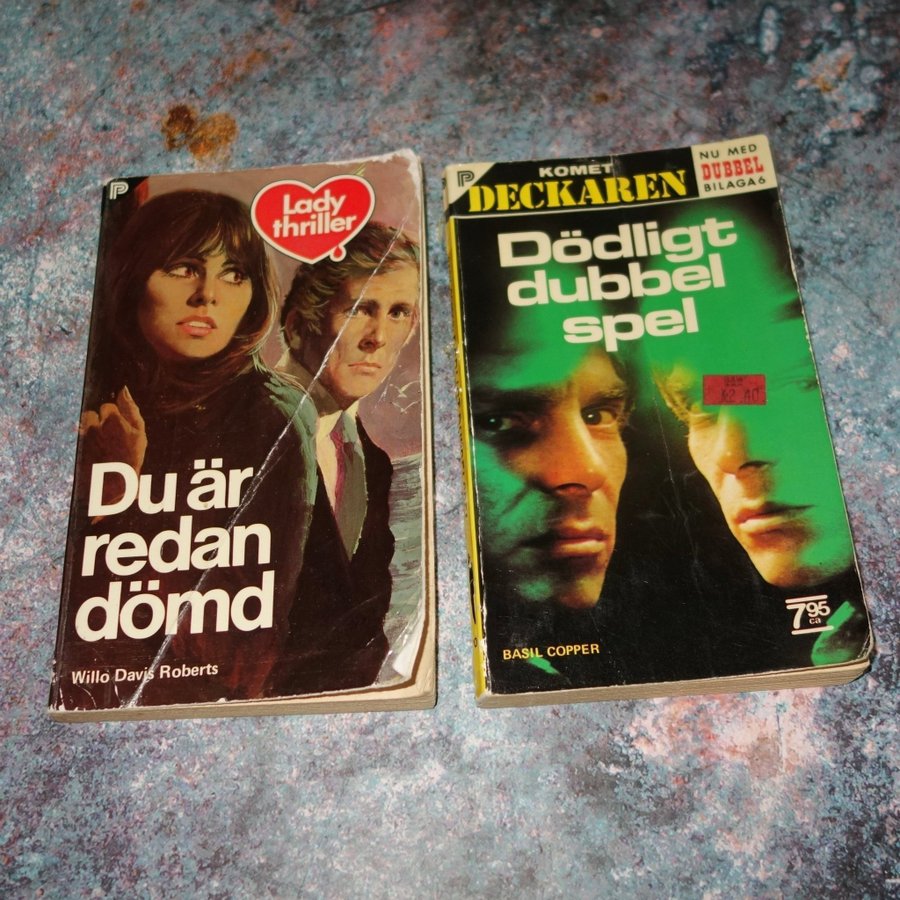 P
Lady
thriller
Du är
redan
dömd
Willo Davis Roberts
P
KOMET
DECKAREN
NU MED
DUBBEL
BILAGA 6
Dödligt
dubbel
spel
BASIL COPPER
7 95
ca